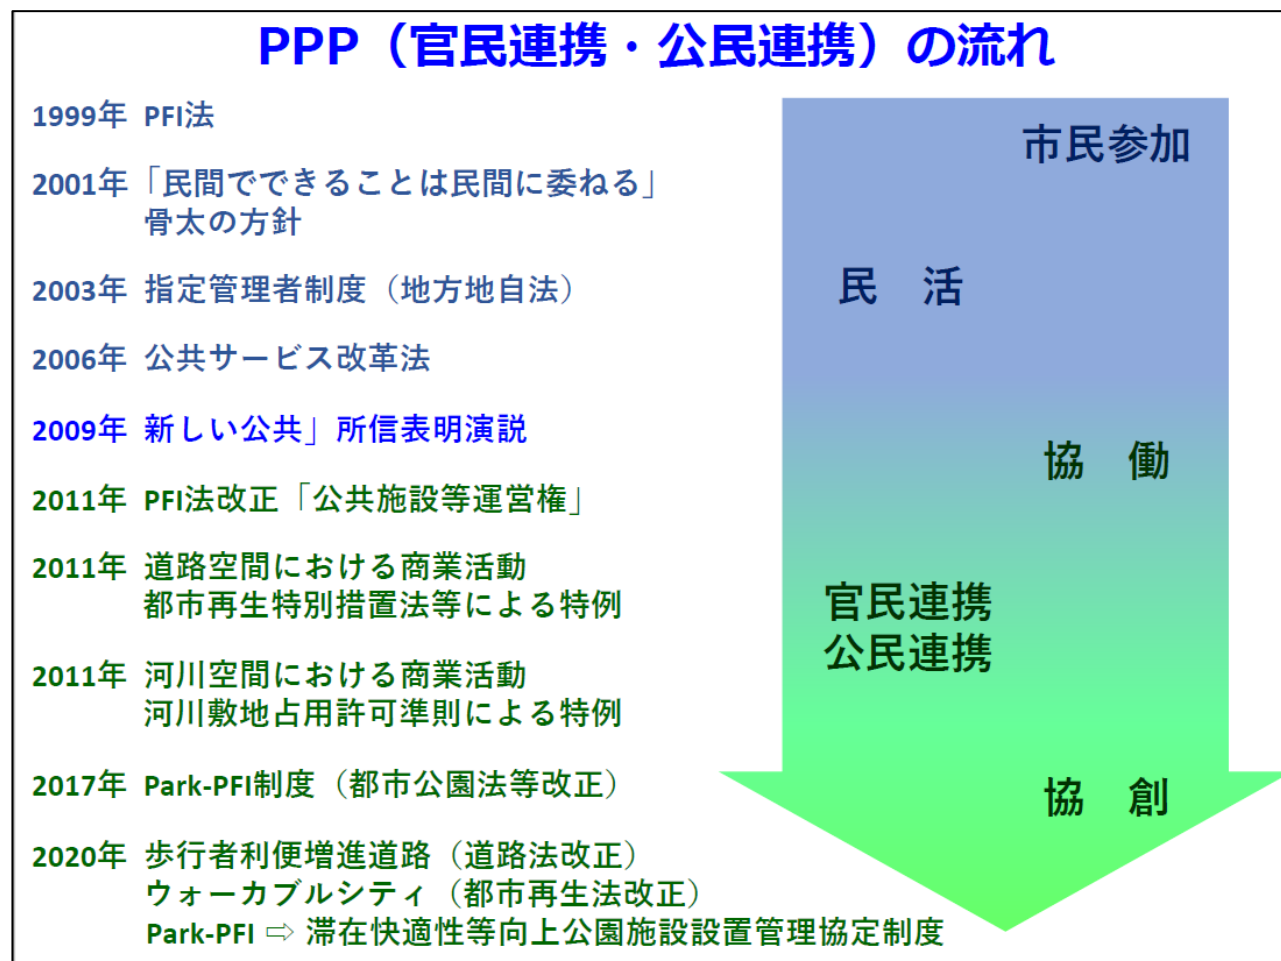 PPP（官民連携・公民連携）の流れ
1999年 PFI法
2001年「民間でできることは民間に委ねる」
骨太の方針
2003年 指定管理者制度（地方地自法）
2006年 公共サービス改革法
2009年 新しい公共」所信表明演説
2011年 PFI法改正「公共施設等運営権」
2011年 道路空間における商業活動
都市再生特別措置法等による特例
2011年 河川空間における商業活動
河川敷地占用許可準則による特例
2017年 Park-PFI制度（都市公園法等改正）
2020年 歩行者利便増進道路（道路法改正）
ウォーカブルシティ（都市再生法改正）
Park-PFI ⇨ 滞在快適性等向上公園施設設置管理協定制度
市民参加
民　活
協　働
官民連携
公民連携
協　創